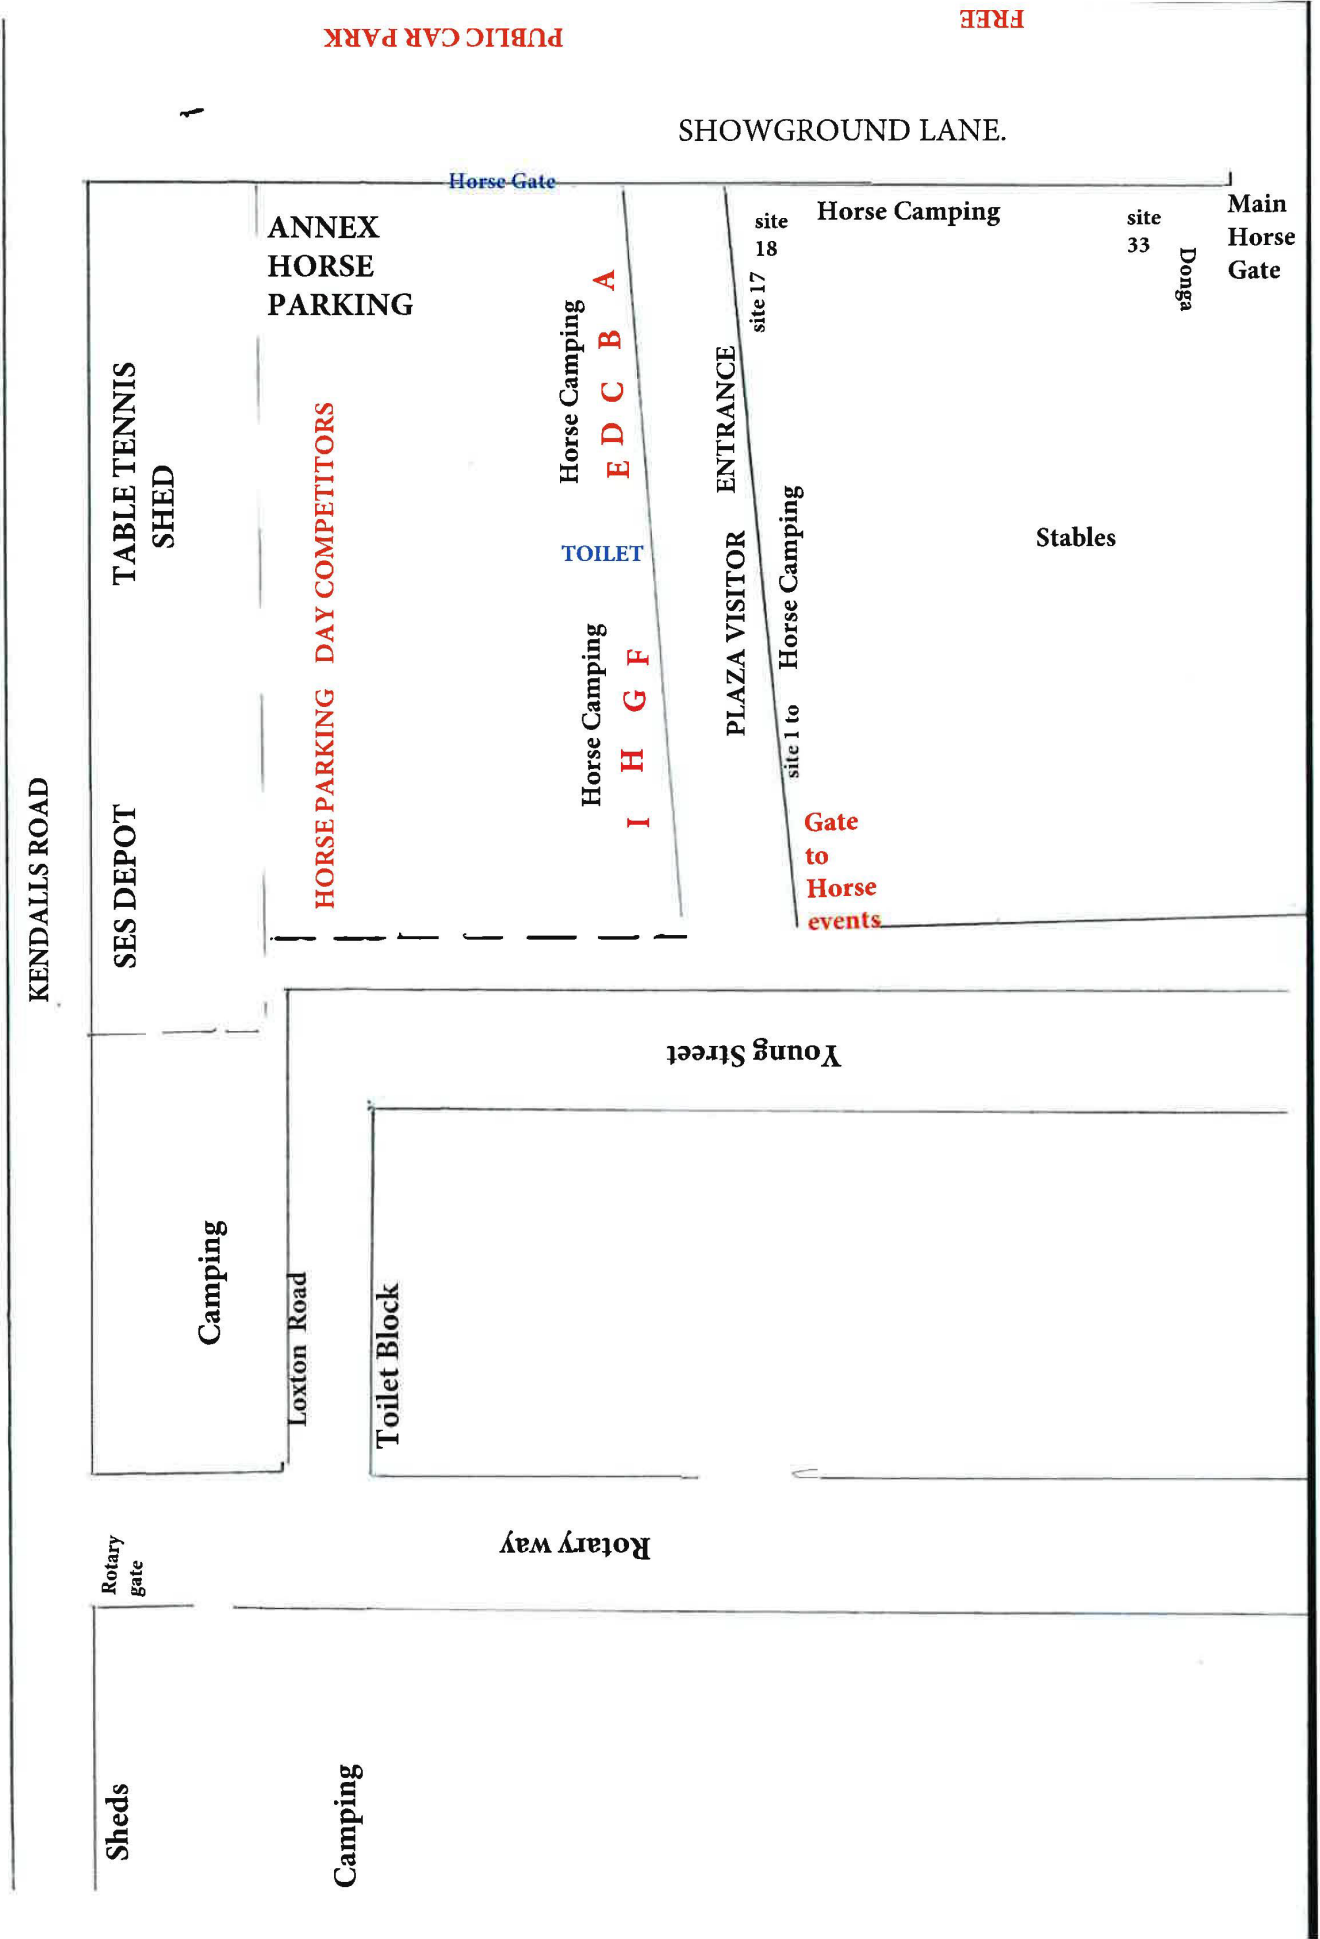 PUBLIC CAR PARK
FREE
SHOWGROUND LANE.
Horse Gate
ANNEX
HORSE
PARKING
site
18
Horse Camping
site
33
Main
Horse
Gate
Donga
site 17
Horse Camping
A
B
C
D
E
TABLE TENNIS
SHED
HORSE PARKING DAY COMPETITORS
PLAZA VISITOR ENTRANCE
TOILET
Stables
site 1 to Horse Camping
Horse Camping
F
G
H
I
Gate
to
Horse
events
KENDALLS ROAD
SES DEPOT
Young Street
Camping
Loxton Road
Toilet Block
Rotary way
Rotary
gate
Sheds
Camping